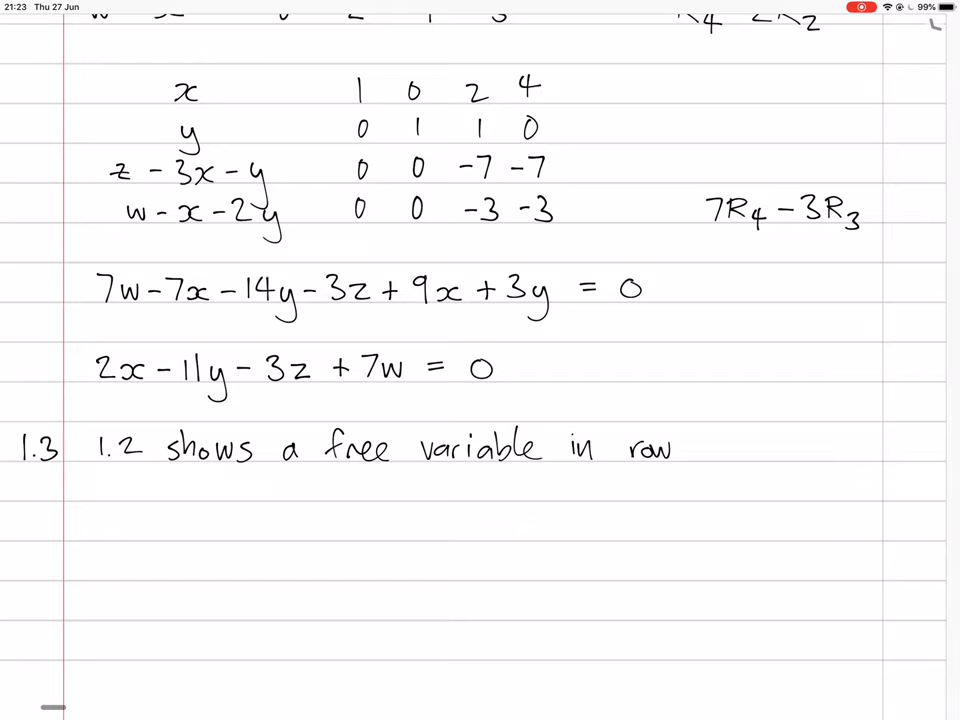 21:23 Thu 27 Jun 99%
R4 2R2
x 1 0 2 4
y 0 1 1 0
z - 3x - y 0 0 -7 -7
w - x - 2y 0 0 -3 -3 7R4 - 3R3
7w - 7x - 14y - 3z + 9x + 3y = 0
2x - 11y - 3z + 7w = 0
1.3 1.2 shows a free variable in row